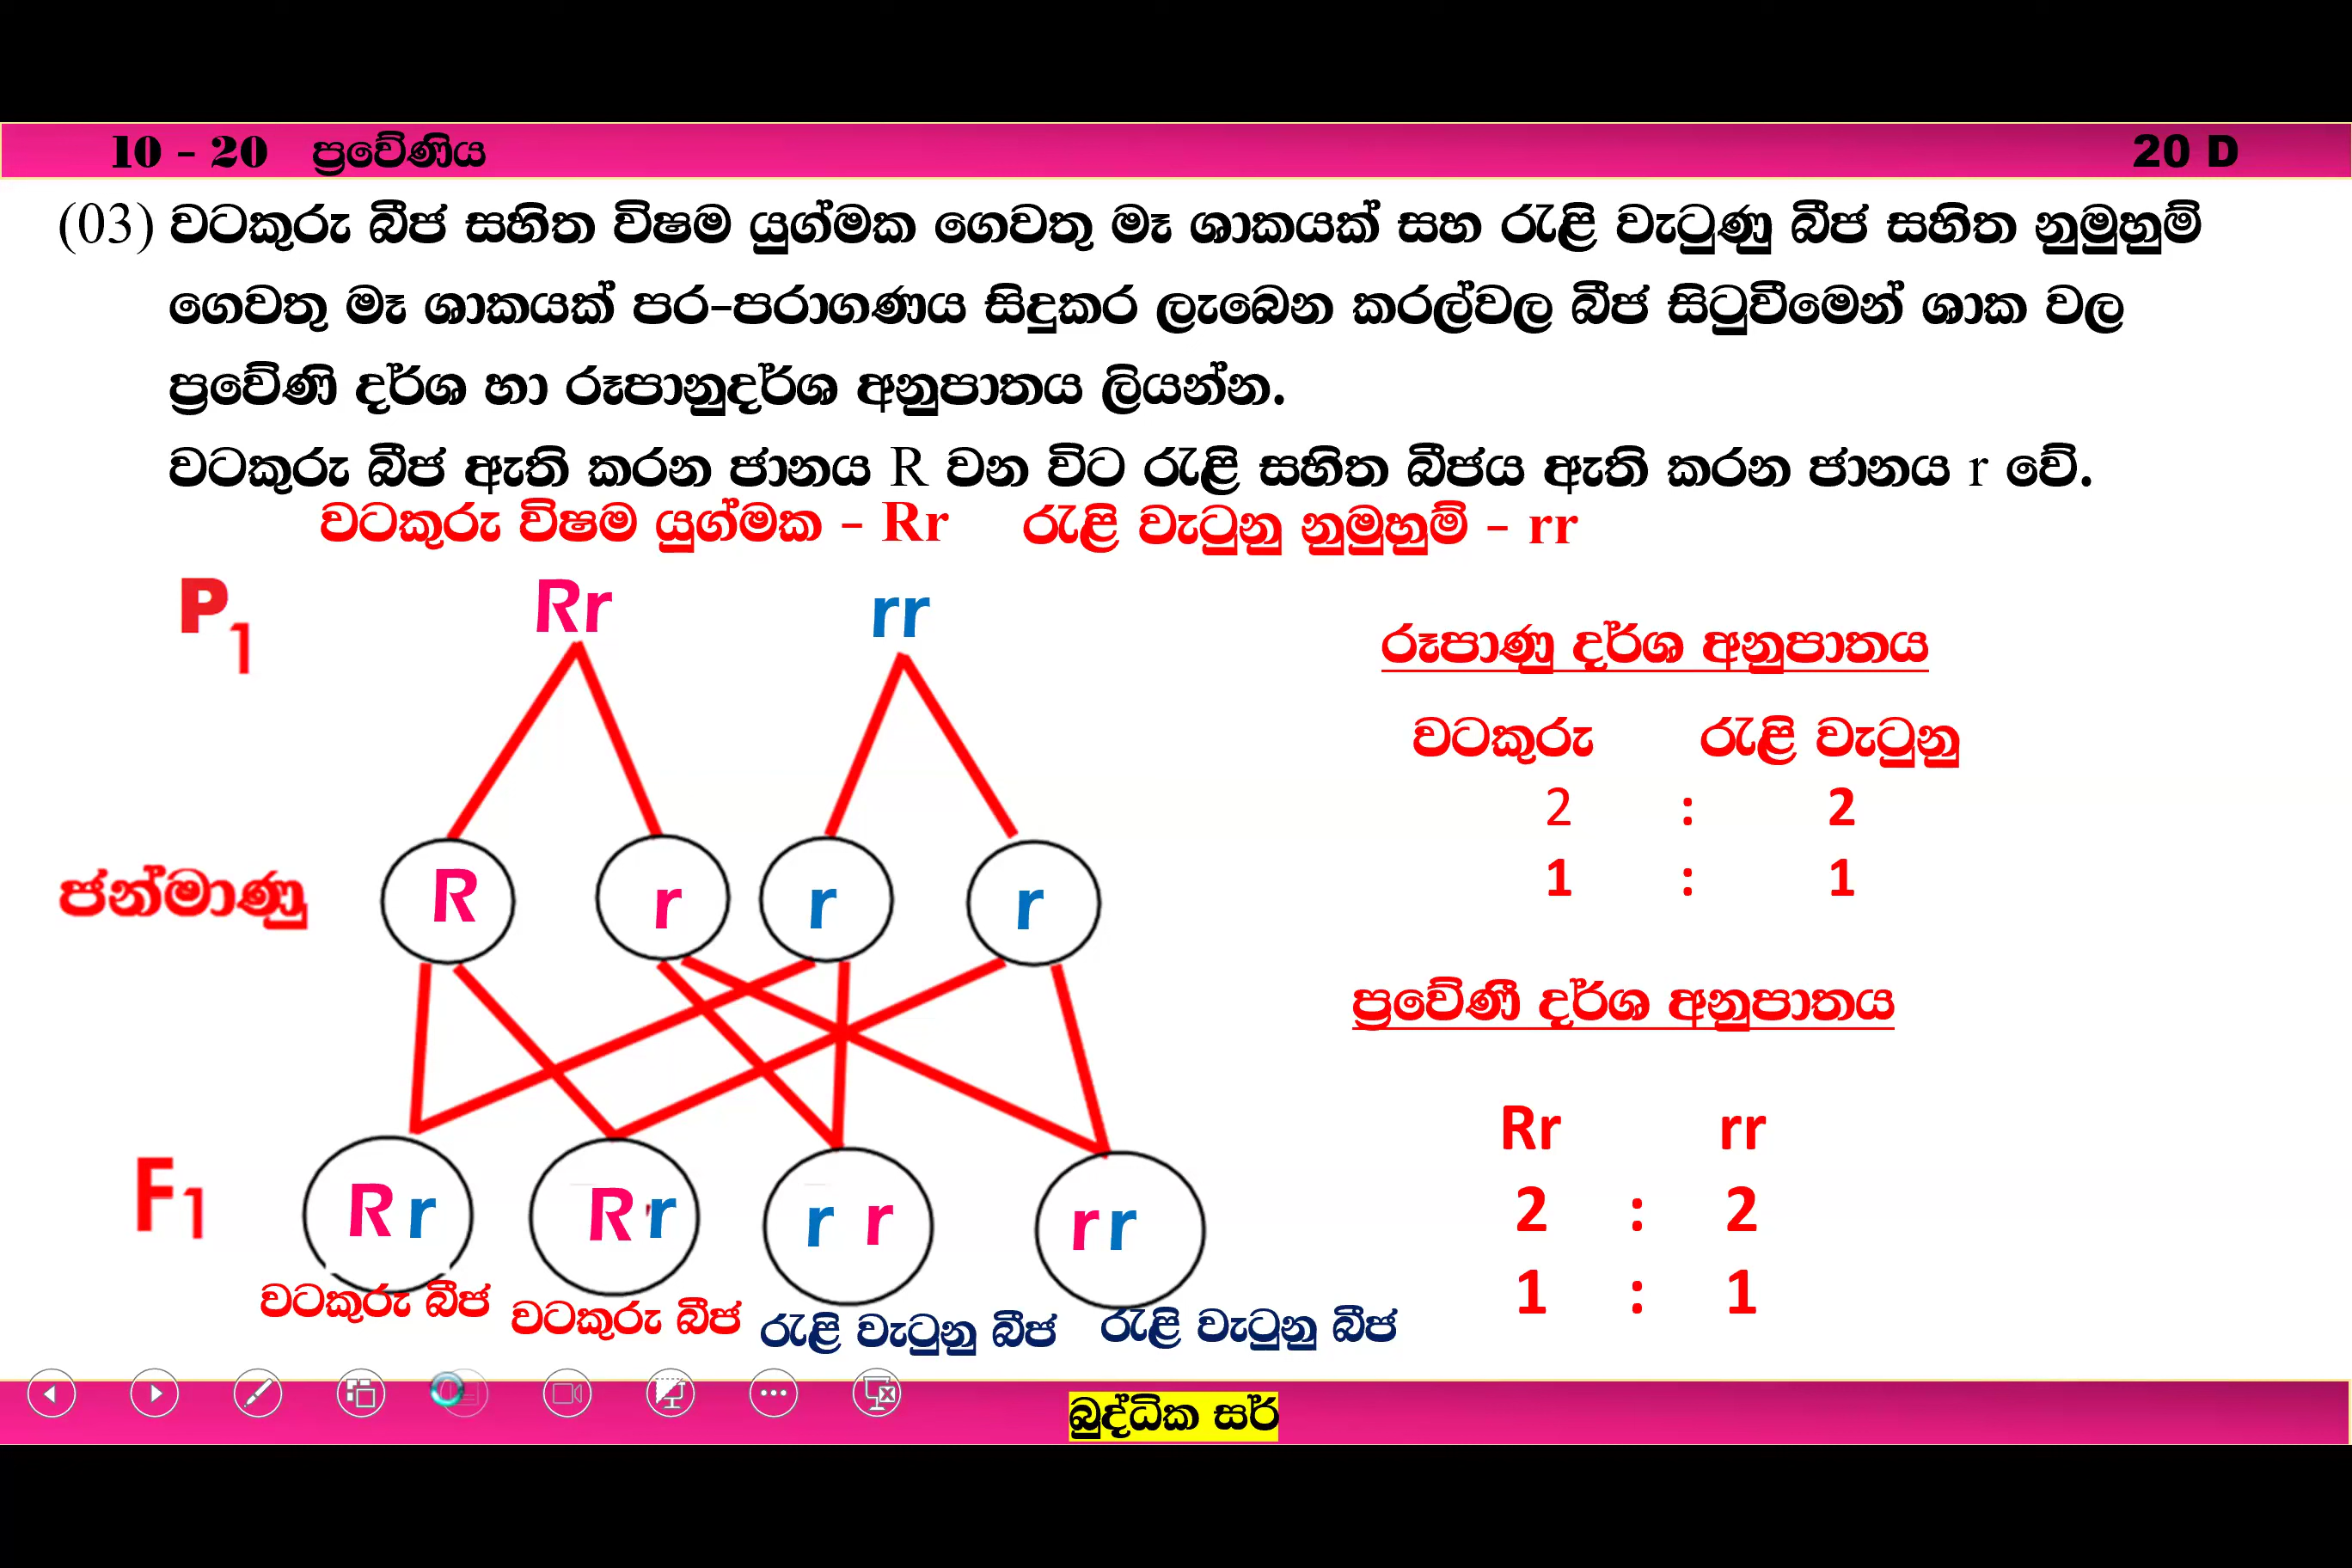 10 - 20 ප්‍රවේණිය
20 D
(03) වටකුරු බීජ සහිත විෂම යුග්මක ගෙවතු මෑ ශාකයක් සහ රැළි වැටුණු බීජ සහිත නුමුහුම්
ගෙවතු මෑ ශාකයක් පර-පරාගණය සිදුකර ලැබෙන කරල්වල බීජ සිටුවීමෙන් ශාක වල
ප්‍රවේණි දර්ශ හා රූපානුදර්ශ අනුපාතය ලියන්න.
වටකුරු බීජ ඇති කරන ජානය R වන විට රැළි සහිත බීජය ඇති කරන ජානය r වේ.
වටකුරු විෂම යුග්මක - Rr රැළි වැටුනු නුමුහුම් - rr
P1 Rr rr
රූපාණු දර්ශ අනුපාතය
වටකුරු රැළි වැටුනු
2 : 2
1 : 1
ජන්මාණු R r r r
ප්‍රවේණී දර්ශ අනුපාතය
Rr rr
2 : 2
1 : 1
F1 Rr Rr r r rr
වටකුරු බීජ වටකුරු බීජ රැළි වැටුනු බීජ රැළි වැටුනු බීජ
බුද්ධික සර්